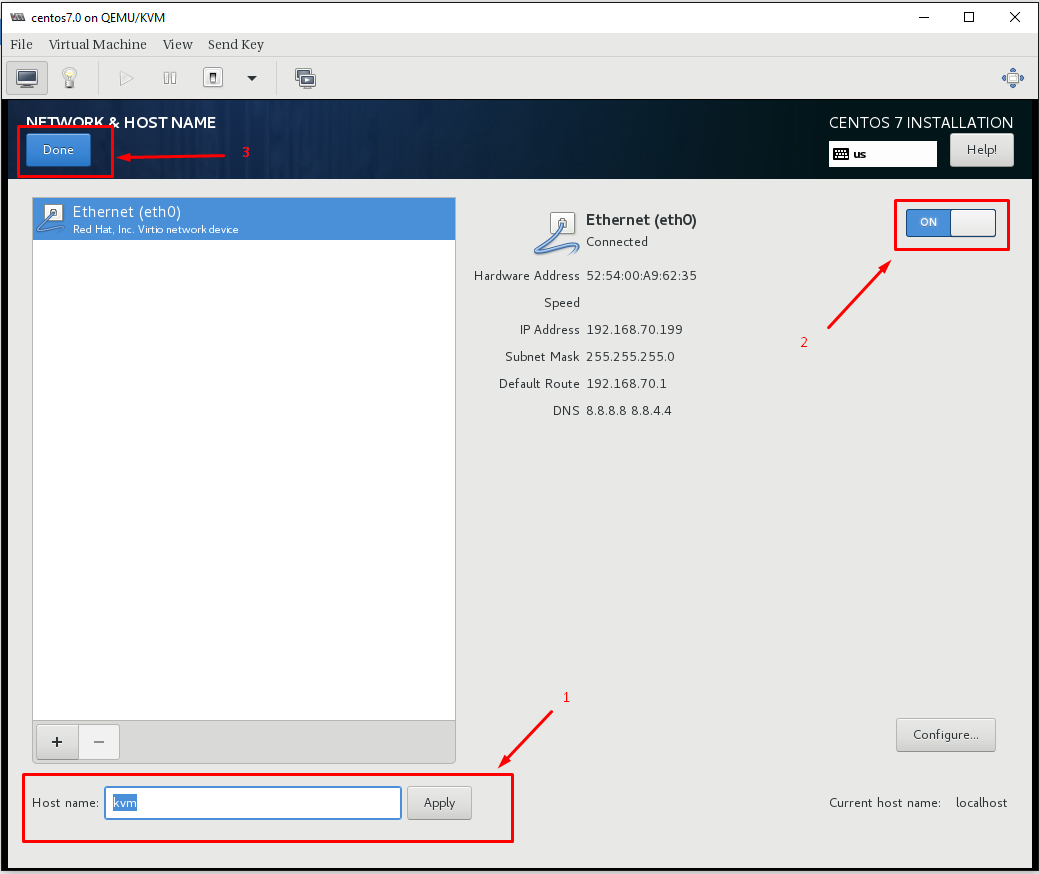 centos7.0 on QEMU/KVM
File Virtual Machine View Send Key
NETWORK & HOST NAME
CENTOS 7 INSTALLATION
Done
3
us
Help!
Ethernet (eth0)
Red Hat, Inc. Virtio network device
Ethernet (eth0)
Connected
ON
Hardware Address 52:54:00:A9:62:35
Speed
IP Address 192.168.70.199
Subnet Mask 255.255.255.0
Default Route 192.168.70.1
DNS 8.8.8.8 8.8.4.4
2
1
+ −
Configure...
Host name: kvm Apply
Current host name: localhost